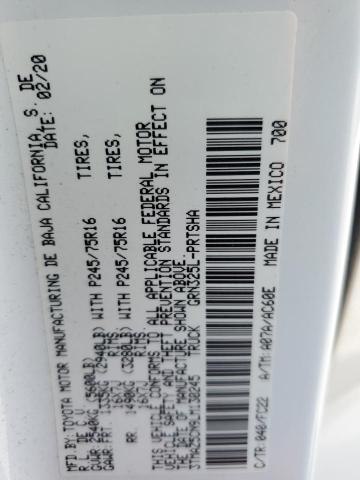 MFD. BY:TOYOTA MOTOR MANUFACTURING DE BAJA CALIFORNIA, S. DE
R.L. DE C.V. DATE: 02/20
GVWR 2540KG (5600LB)
GAWR FRT. 1335KG (2940LB) WITH P245/75R16 TIRES,
16X7J RIMS,
RR. 1490KG (3280LB) WITH P245/75R16 TIRES,
16X7J RIMS,
THIS VEHICLE CONFORMS TO ALL APPLICABLE FEDERAL MOTOR
VEHICLE SAFETY AND THEFT PREVENTION STANDARDS IN EFFECT ON
THE DATE OF MANUFACTURE SHOWN ABOVE.
TRUCK GRN325L-PRTSHA
C/TR:040/FC22 A/TM:A07A/AC60E MADE IN MEXICO 700